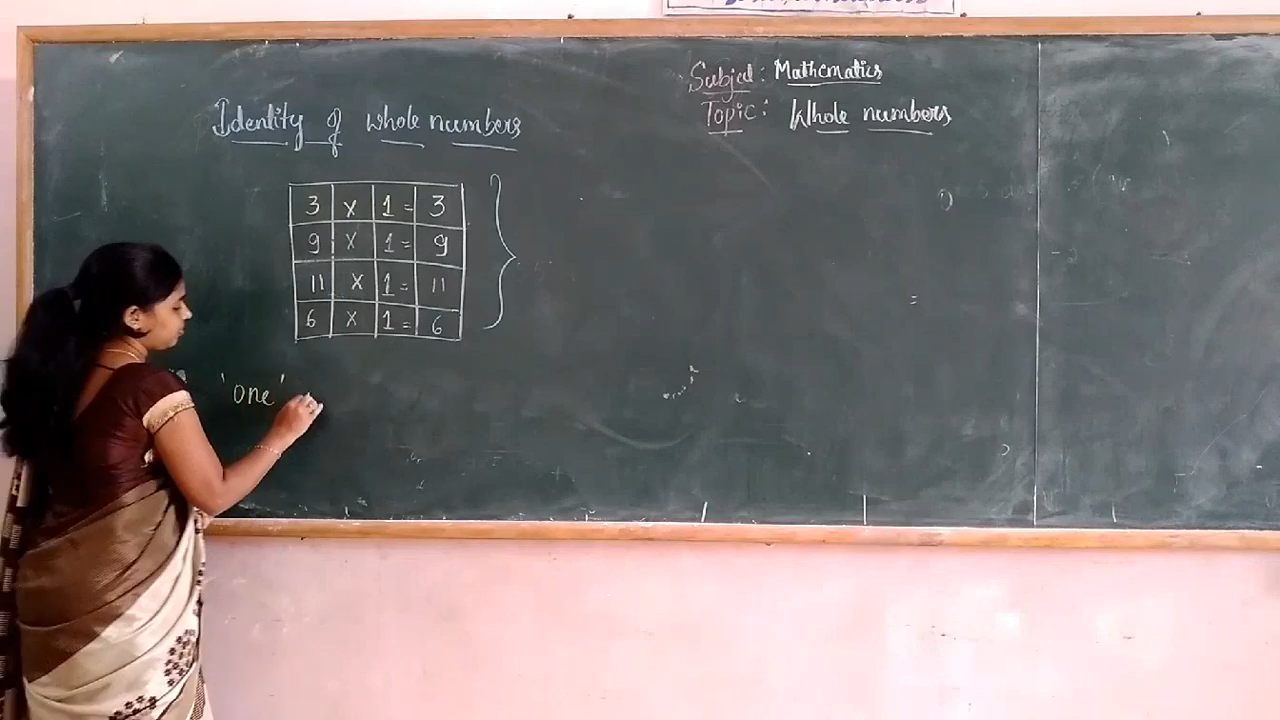 Subject: Mathematics
Topic: Whole numbers
Identity of whole numbers
3 x 1 = 3
9 x 1 = 9
11 x 1 = 11
6 x 1 = 6
'one'